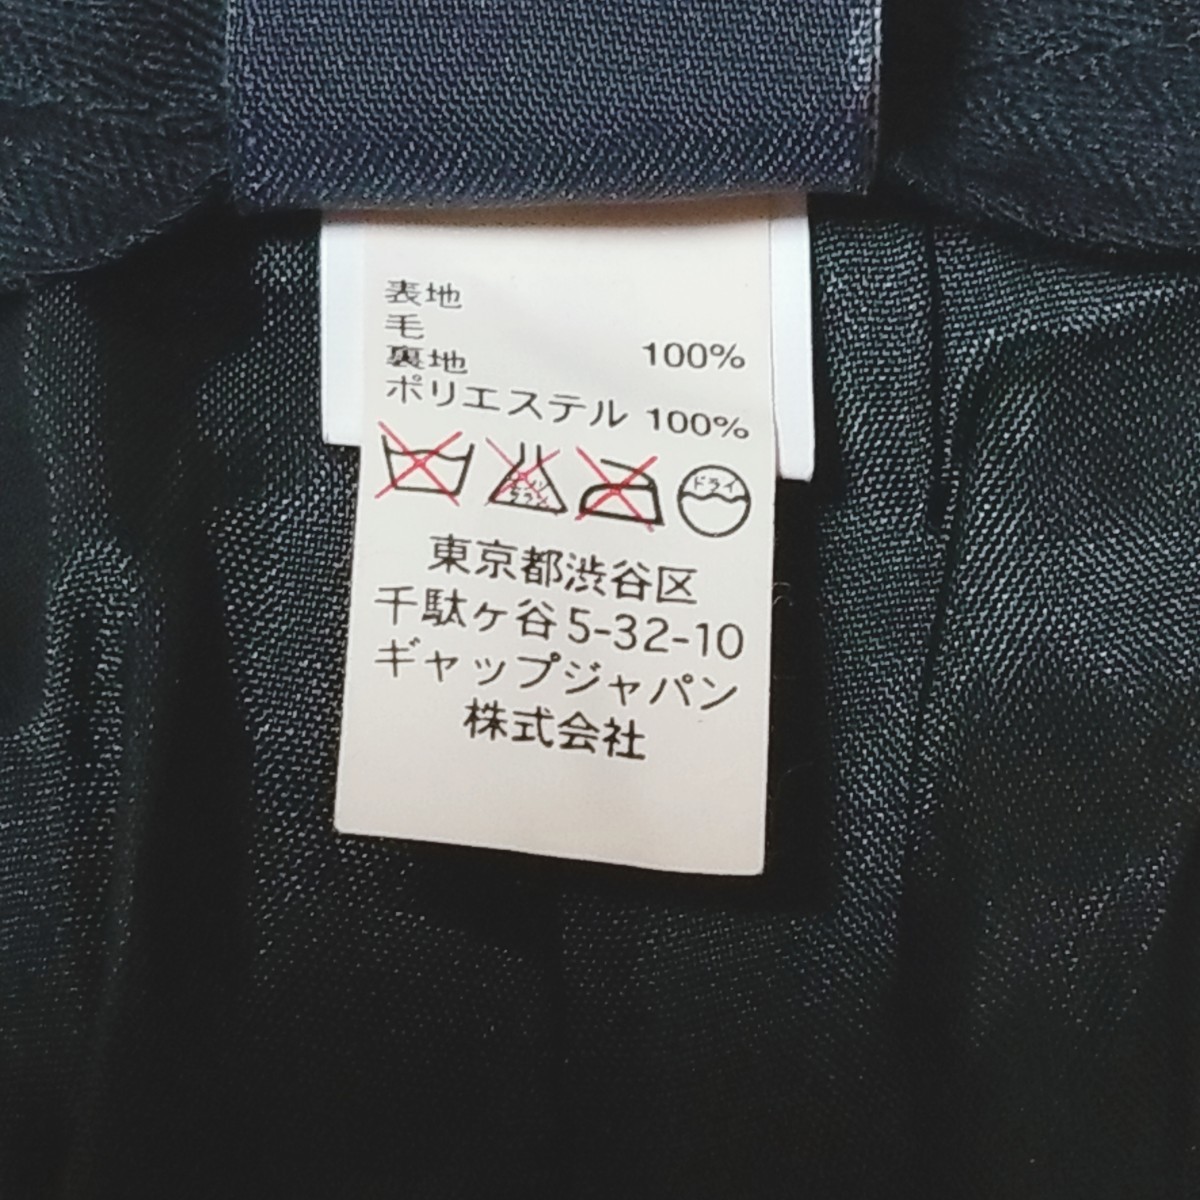 表地
毛 100%
裏地
ポリエステル 100%
ドライ
東京都渋谷区
千駄ヶ谷5-32-10
ギャップジャパン
株式会社